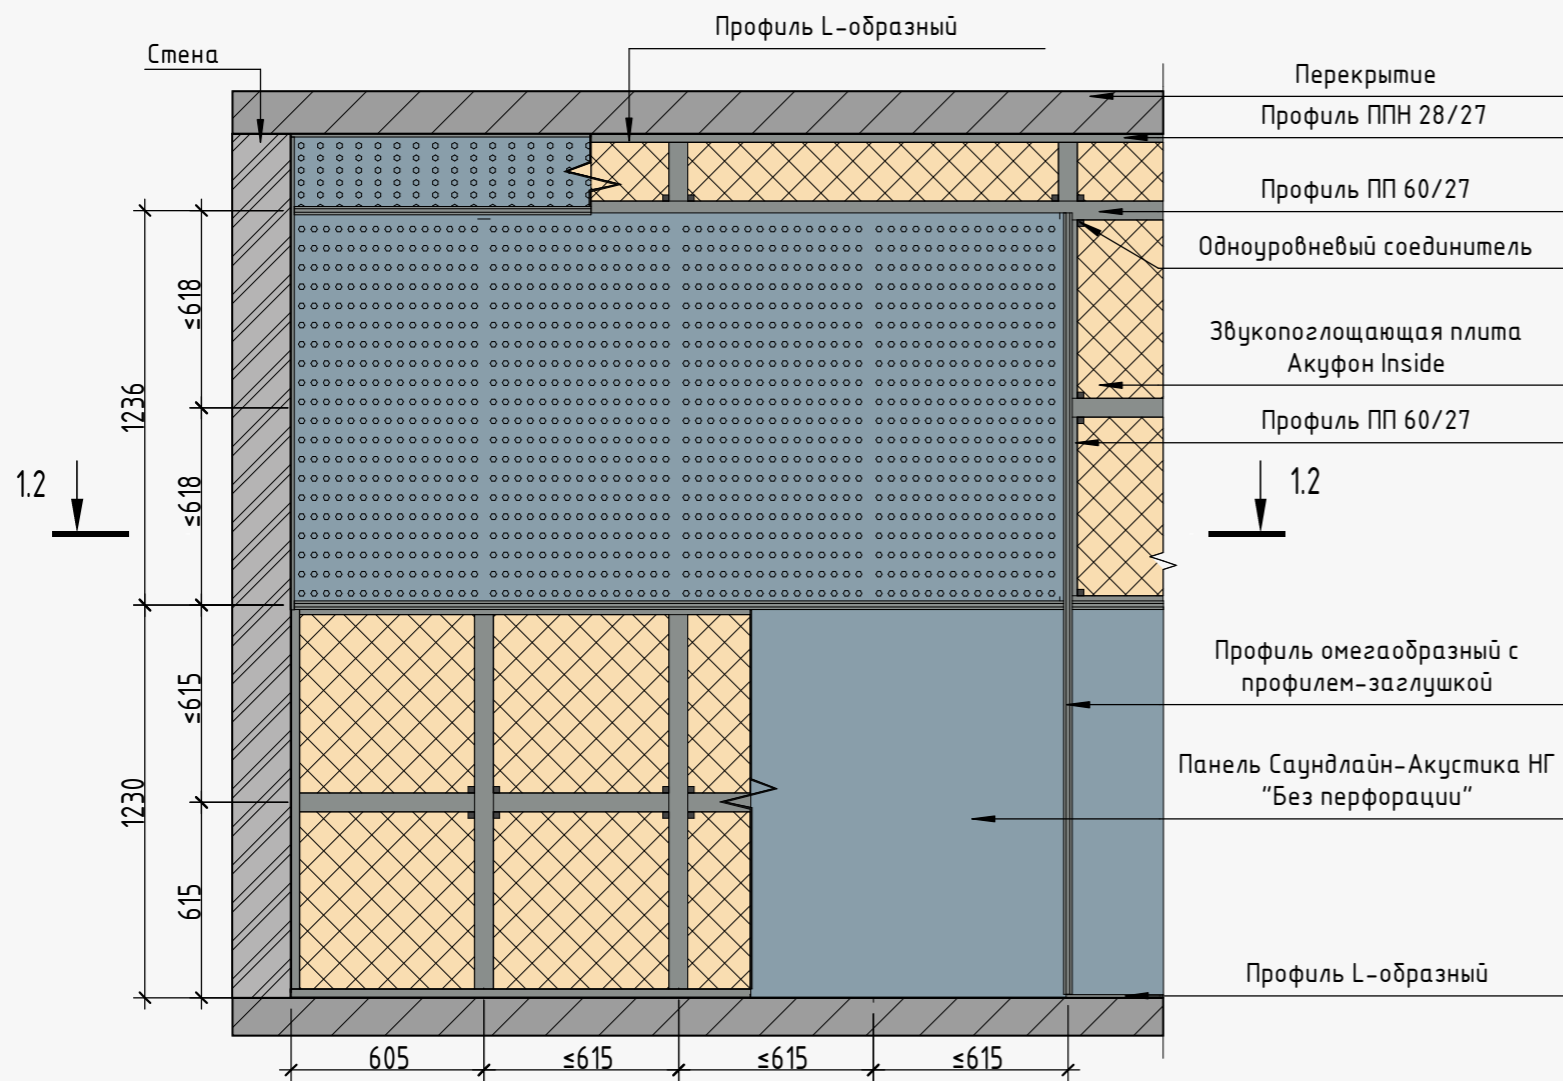 Профиль L-образный
Стена
Перекрытие
Профиль ППН 28/27
Профиль ПП 60/27
Одноуровневый соединитель
Звукопоглощающая плита
Акуфон Inside
Профиль ПП 60/27
1.2
1.2
Профиль омегаобразный с
профилем-заглушкой
Панель Саундлайн-Акустика НГ
"Без перфорации"
Профиль L-образный
1236
1230
≤618
≤618
≤615
615
605
≤615
≤615
≤615